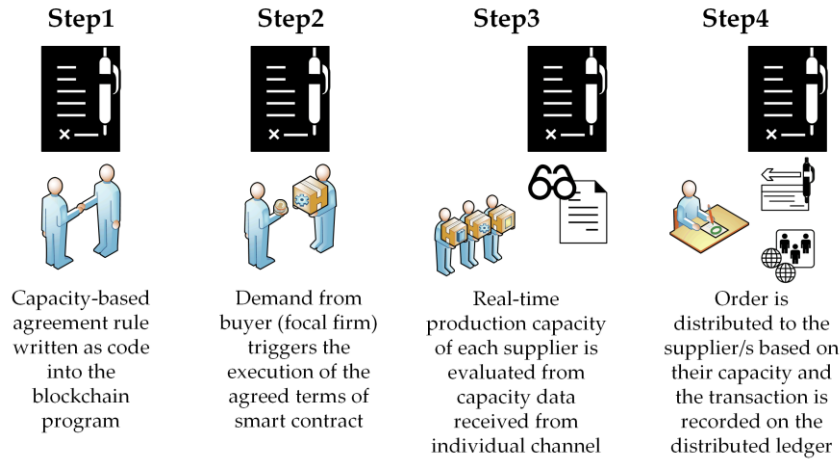 Step1
Step2
Step3
Step4
Capacity-based
agreement rule
written as code
into the
blockchain
program
Demand from
buyer (focal firm)
triggers the
execution of the
agreed terms of
smart contract
Real-time
production capacity
of each supplier is
evaluated from
capacity data
received from
individual channel
Order is
distributed to the
supplier/s based on
their capacity and
the transaction is
recorded on the
distributed ledger